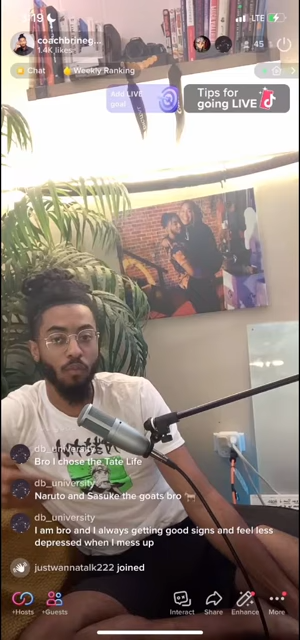 LTE
coachbrineg...
1.4K likes
45
Chat
Weekly Ranking
Add LIVE
goal
Tips for
going LIVE
db_university
Bro I chose the Tate Life
db_university
Naruto and Sasuke the goats bro
db_university
I am bro and I always getting good signs and feel less
depressed when I mess up
justwannatalk222 joined
+Hosts
+Guests
Interact
Share
Enhance
More